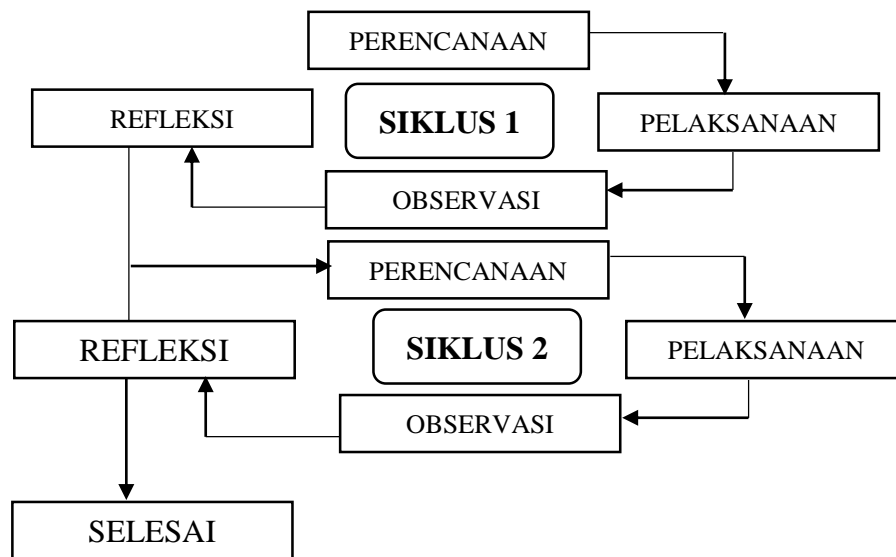 PERENCANAAN
REFLEKSI
SIKLUS 1
PELAKSANAAN
OBSERVASI
PERENCANAAN
REFLEKSI
SIKLUS 2
PELAKSANAAN
OBSERVASI
SELESAI